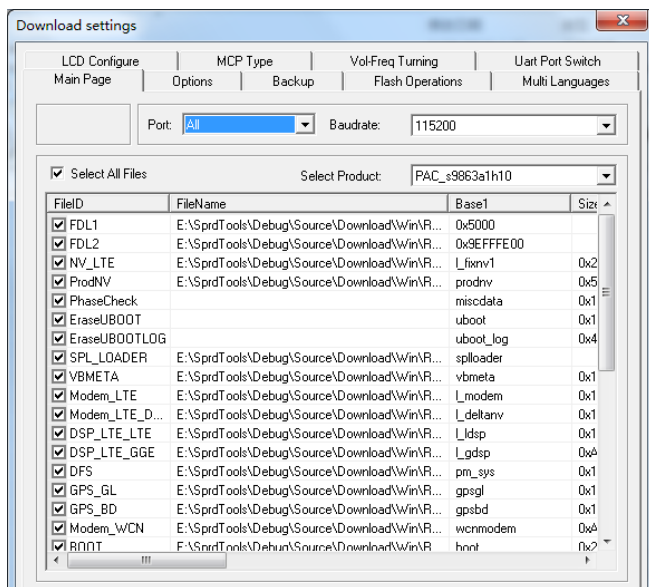 Download settings
LCD Configure MCP Type Vol-Freq Turning Uart Port Switch
Main Page Options Backup Flash Operations Multi Languages
Port: All Baudrate: 115200
Select All Files Select Product: PAC_s9863a1h10
FileID FileName Base1 Size
FDL1 E:\SprdTools\Debug\Source\Download\Win\R... 0x5000
FDL2 E:\SprdTools\Debug\Source\Download\Win\R... 0x9EFFFE00
NV_LTE E:\SprdTools\Debug\Source\Download\Win\R... l_fixnv1 0x2
ProdNV E:\SprdTools\Debug\Source\Download\Win\R... prodnv 0x5
PhaseCheck miscdata 0x1
EraseUBOOT uboot 0x1
EraseUBOOTLOG uboot_log 0x4
SPL_LOADER E:\SprdTools\Debug\Source\Download\Win\R... splloader
VBMETA E:\SprdTools\Debug\Source\Download\Win\R... vbmeta 0x1
Modem_LTE E:\SprdTools\Debug\Source\Download\Win\R... l_modem 0x1
Modem_LTE_D... E:\SprdTools\Debug\Source\Download\Win\R... l_deltanv 0x1
DSP_LTE_LTE E:\SprdTools\Debug\Source\Download\Win\R... l_ldsp 0x1
DSP_LTE_GGE E:\SprdTools\Debug\Source\Download\Win\R... l_gdsp 0xA
DFS E:\SprdTools\Debug\Source\Download\Win\R... pm_sys 0x1
GPS_GL E:\SprdTools\Debug\Source\Download\Win\R... gpsgl 0x1
GPS_BD E:\SprdTools\Debug\Source\Download\Win\R... gpsbd 0x1
Modem_WCN E:\SprdTools\Debug\Source\Download\Win\R... wcnmodem 0xA
BOOT E:\SprdTools\Debug\Source\Download\Win\R... boot 0x2